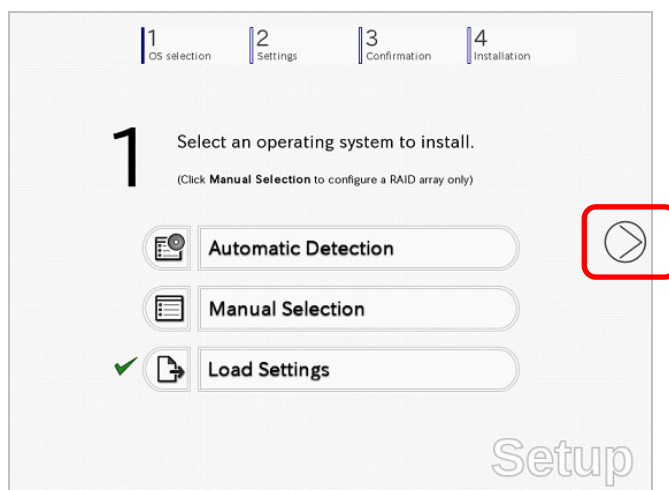 1 2 3 4
OS selection Settings Confirmation Installation
1 Select an operating system to install.
(Click Manual Selection to configure a RAID array only)
Automatic Detection
Manual Selection
Load Settings
Setup